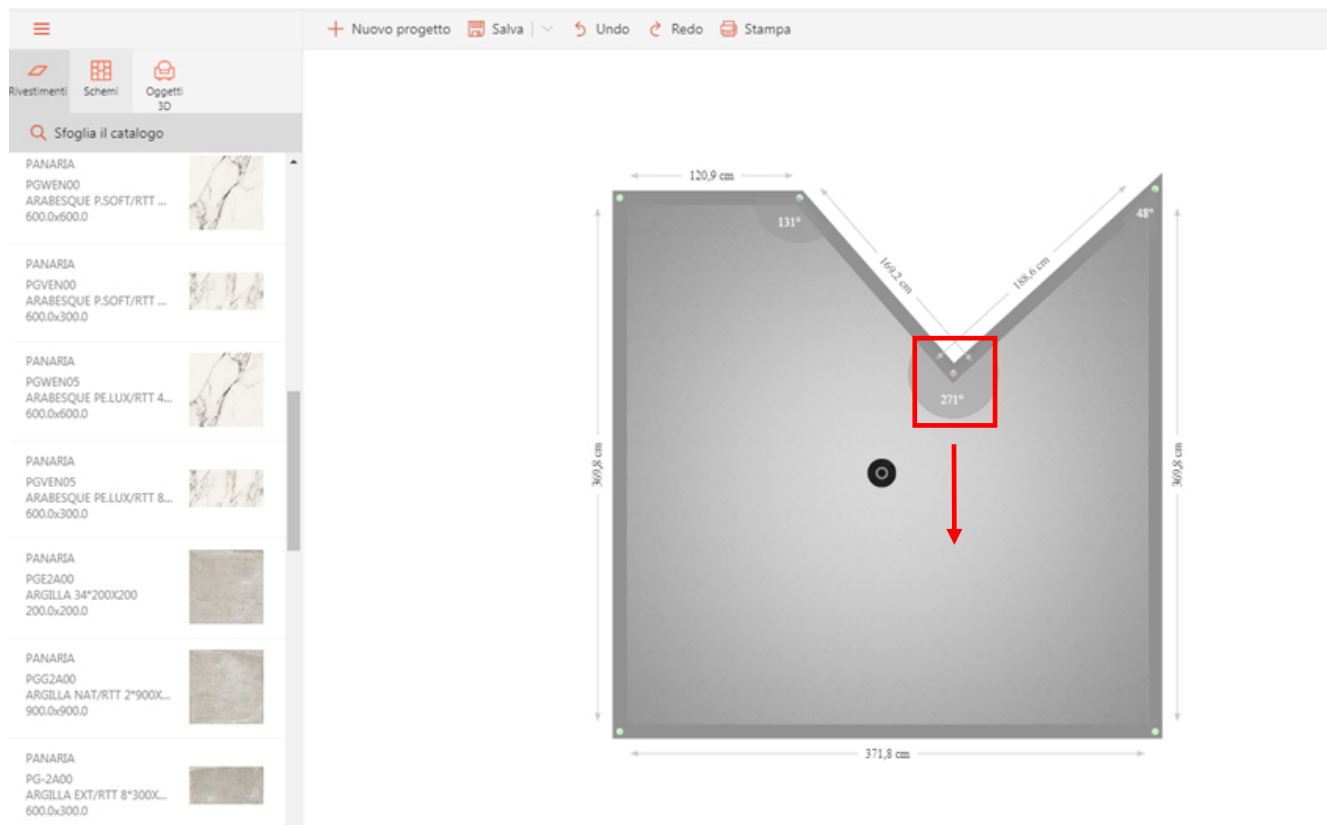 Nuovo progetto Salva Undo Redo Stampa
Rivestimenti Schemi Oggetti
3D
Sfoglia il catalogo
PANARIA
PGWEN00
ARABESQUE P.SOFT/RTT ...
600.0x600.0
PANARIA
PGVEN00
ARABESQUE P.SOFT/RTT ...
600.0x300.0
PANARIA
PGWEN05
ARABESQUE PE.LUX/RTT 4...
600.0x600.0
PANARIA
PGVEN05
ARABESQUE PE.LUX/RTT 8...
600.0x300.0
PANARIA
PGE2A00
ARGILLA 34*200X200
200.0x200.0
PANARIA
PGG2A00
ARGILLA NAT/RTT 2*900X...
900.0x900.0
PANARIA
PG-2A00
ARGILLA EXT/RTT 8*300X...
600.0x300.0
120,9 cm
131°
48°
169,2 cm
188,6 cm
271°
369,8 cm
369,8 cm
371,8 cm